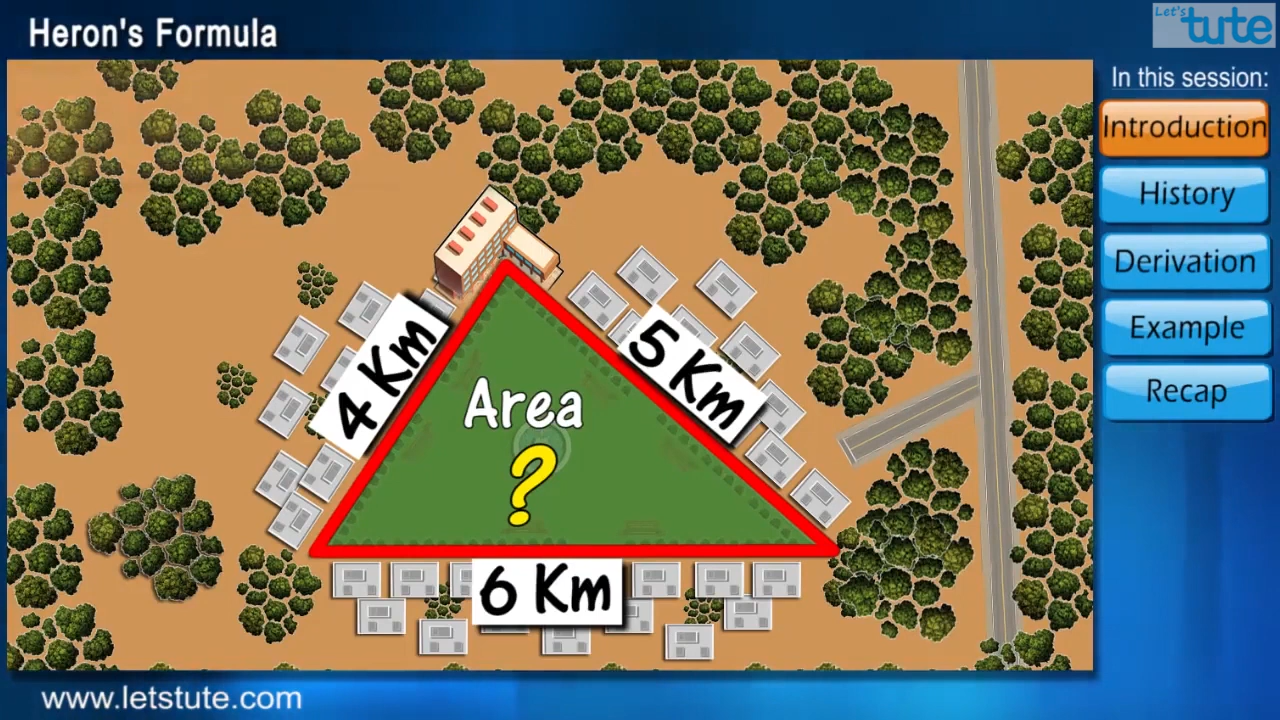 Heron's Formula
Let's
tute
In this session:
Introduction
History
Derivation
Example
Recap
4 Km
5 Km
Area
?
6 Km
www.letstute.com